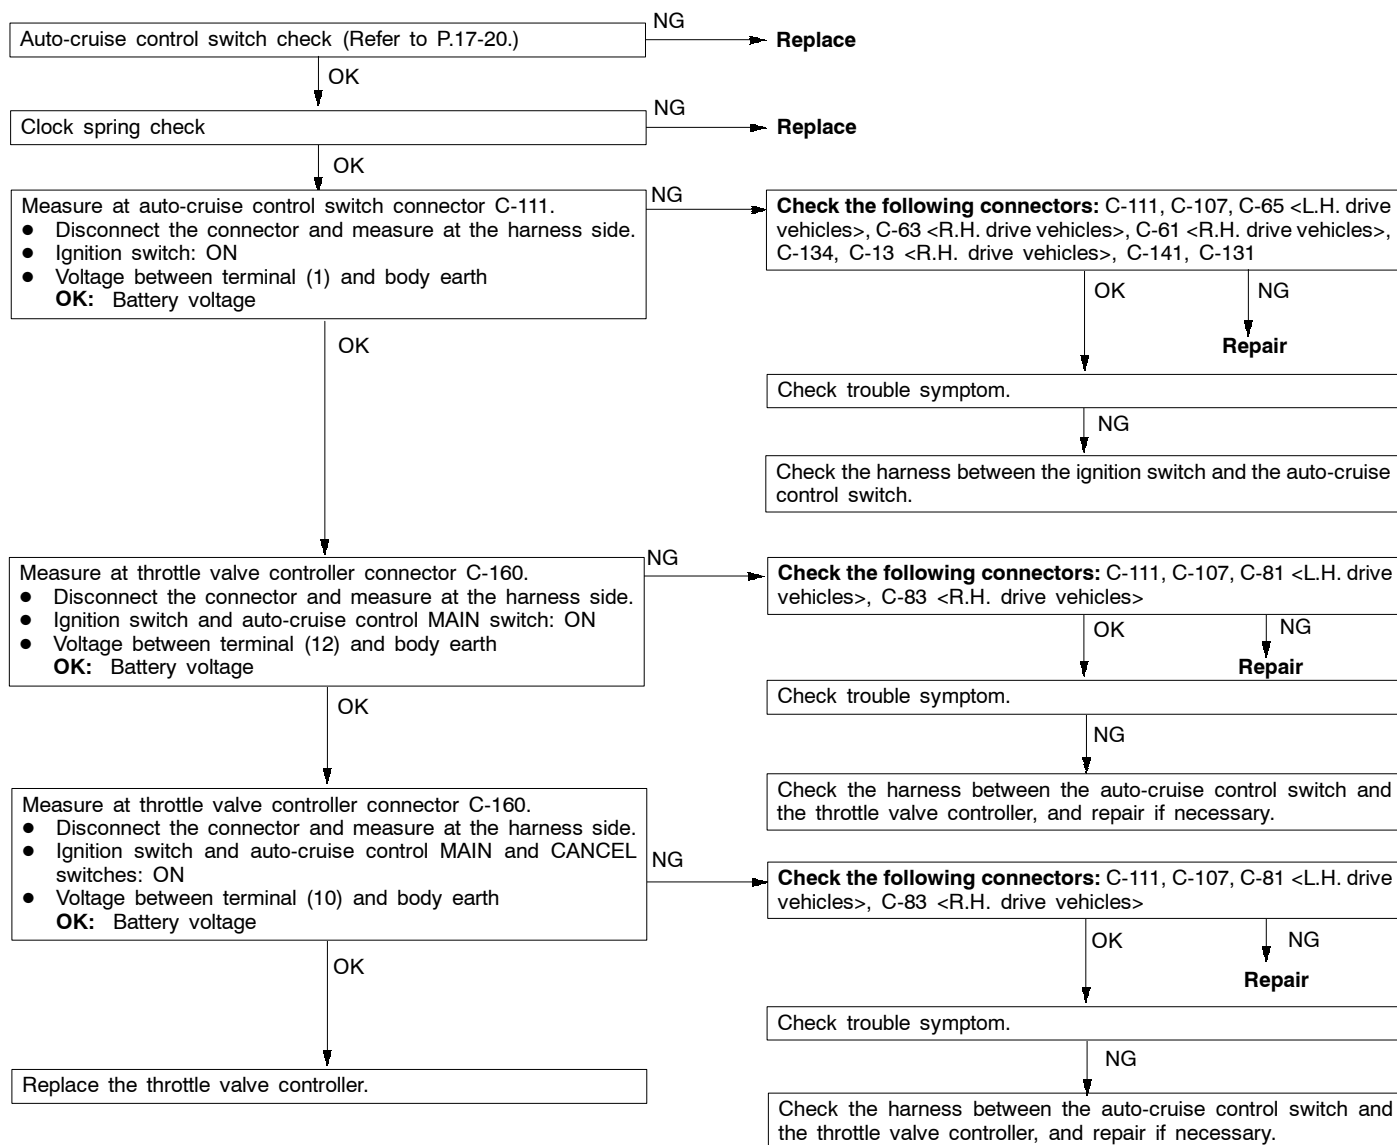 Auto-cruise control switch check (Refer to P.17-20.)
NG
Replace
OK
Clock spring check
NG
Replace
OK
Measure at auto-cruise control switch connector C-111.
● Disconnect the connector and measure at the harness side.
● Ignition switch: ON
● Voltage between terminal (1) and body earth
OK: Battery voltage
NG
Check the following connectors: C-111, C-107, C-65 <L.H. drive
vehicles>, C-63 <R.H. drive vehicles>, C-61 <R.H. drive vehicles>,
C-134, C-13 <R.H. drive vehicles>, C-141, C-131
OK
NG
Repair
Check trouble symptom.
NG
Check the harness between the ignition switch and the auto-cruise
control switch.
OK
Measure at throttle valve controller connector C-160.
● Disconnect the connector and measure at the harness side.
● Ignition switch and auto-cruise control MAIN switch: ON
● Voltage between terminal (12) and body earth
OK: Battery voltage
NG
Check the following connectors: C-111, C-107, C-81 <L.H. drive
vehicles>, C-83 <R.H. drive vehicles>
OK
NG
Repair
Check trouble symptom.
NG
Check the harness between the auto-cruise control switch and
the throttle valve controller, and repair if necessary.
OK
Measure at throttle valve controller connector C-160.
● Disconnect the connector and measure at the harness side.
● Ignition switch and auto-cruise control MAIN and CANCEL
switches: ON
● Voltage between terminal (10) and body earth
OK: Battery voltage
NG
Check the following connectors: C-111, C-107, C-81 <L.H. drive
vehicles>, C-83 <R.H. drive vehicles>
OK
NG
Repair
Check trouble symptom.
NG
Check the harness between the auto-cruise control switch and
the throttle valve controller, and repair if necessary.
OK
Replace the throttle valve controller.